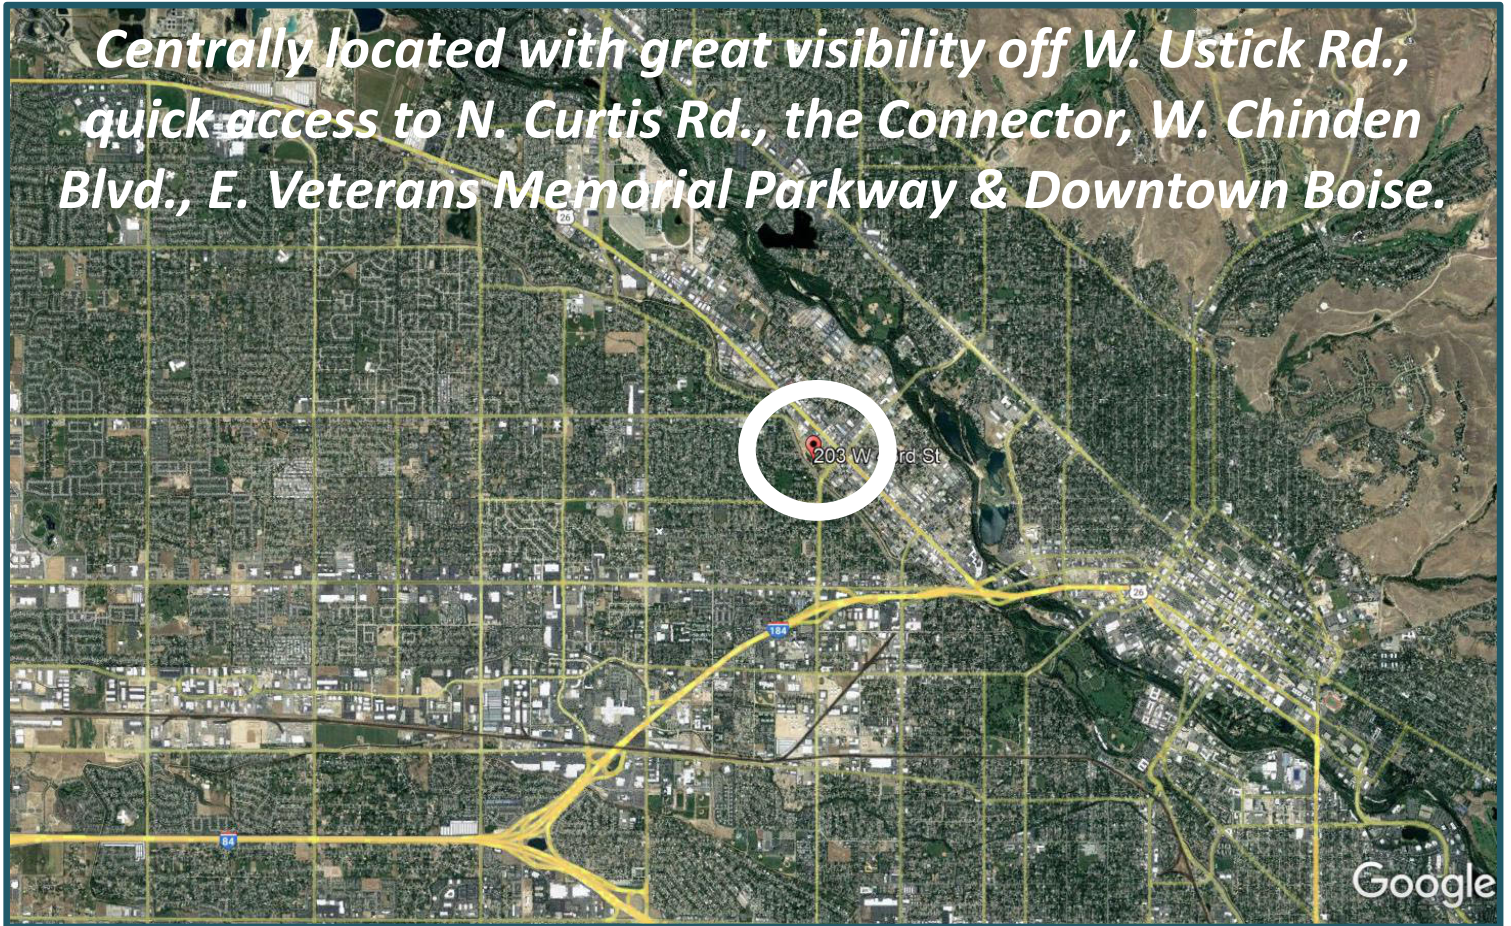 Centrally located with great visibility off W. Ustick Rd.,
quick access to N. Curtis Rd., the Connector, W. Chinden
Blvd., E. Veterans Memorial Parkway & Downtown Boise.
26
203 W rd St
26
184
84
Google